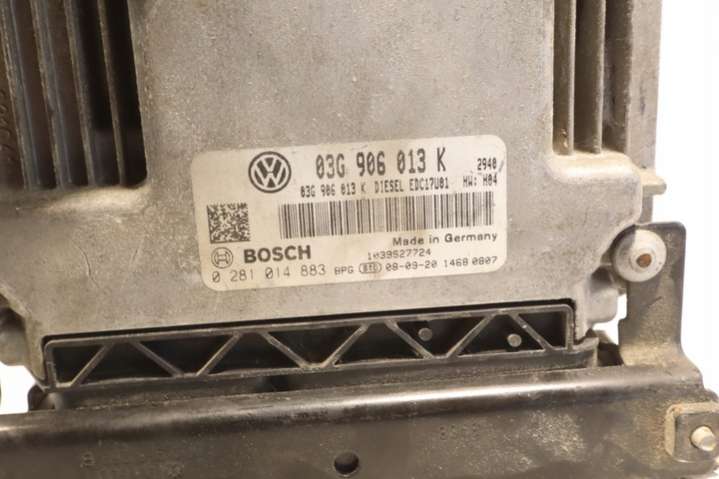 03G 906 013 K 2940
03G 906 013 K DIESEL EDC17U01 HW: H04
BOSCH Made in Germany
1039S27724
0 281 014 883 BPG 08-09-20 1468 0807